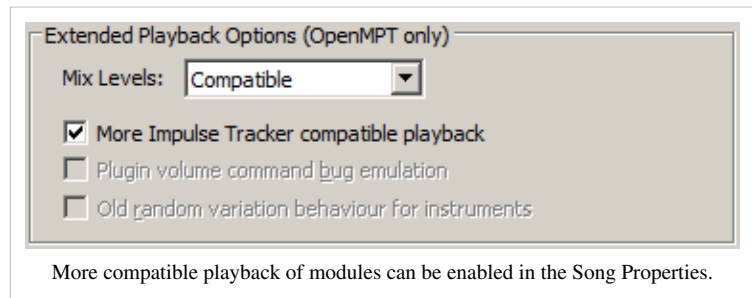 Extended Playback Options (OpenMPT only)
Mix Levels: Compatible
More Impulse Tracker compatible playback
Plugin volume command bug emulation
Old random variation behaviour for instruments
More compatible playback of modules can be enabled in the Song Properties.